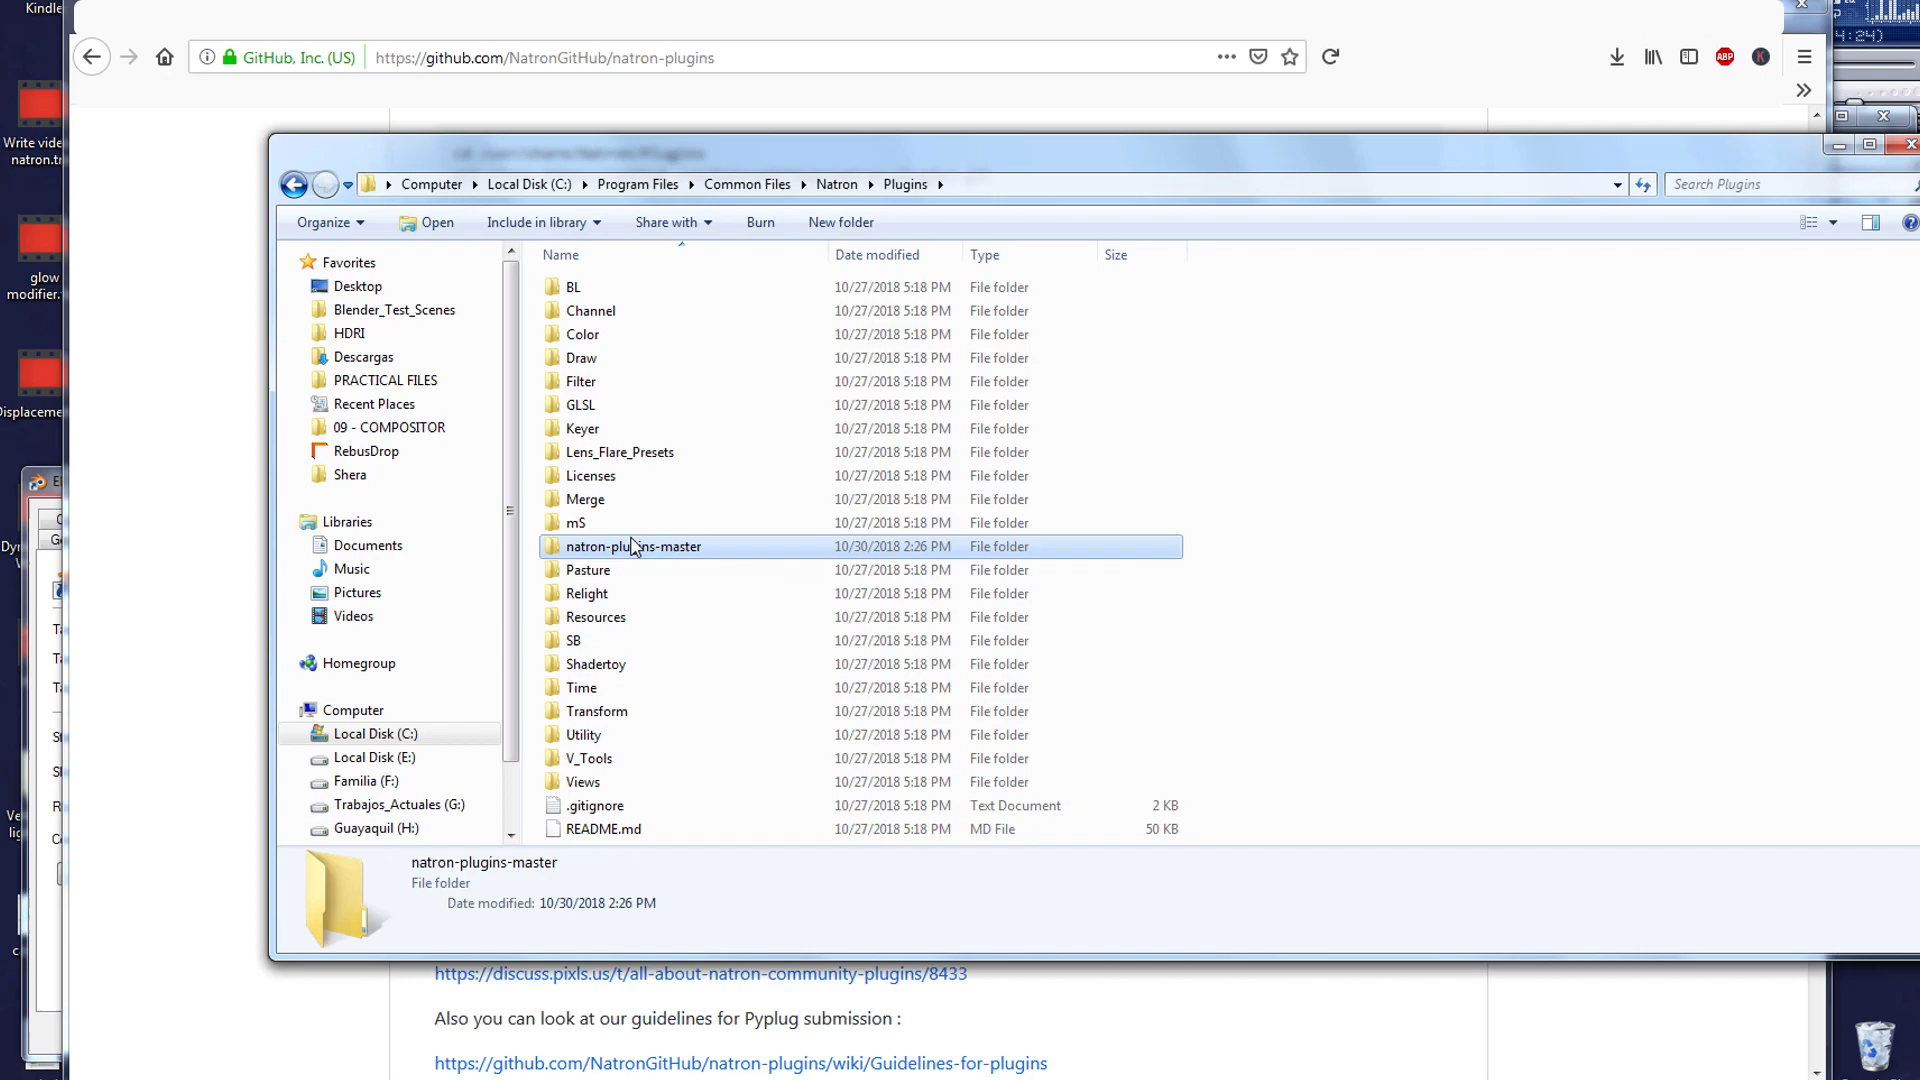 Kindle
4:24)
GitHub, Inc. (US)
https://github.com/NatronGitHub/natron-plugins
ABP
K
Write vide
natron.tr
glow
modifier.
Displaceme
Computer
Local Disk (C:)
Program Files
Common Files
Natron
Plugins
Search Plugins
Organize
Open
Include in library
Share with
Burn
New folder
Favorites
Desktop
Blender_Test_Scenes
HDRI
Descargas
PRACTICAL FILES
Recent Places
09 - COMPOSITOR
RebusDrop
Shera
Libraries
Documents
Music
Pictures
Videos
Homegroup
Computer
Local Disk (C:)
Local Disk (E:)
Familia (F:)
Trabajos_Actuales (G:)
Guayaquil (H:)
Name Date modified Type Size
BL 10/27/2018 5:18 PM File folder
Channel 10/27/2018 5:18 PM File folder
Color 10/27/2018 5:18 PM File folder
Draw 10/27/2018 5:18 PM File folder
Filter 10/27/2018 5:18 PM File folder
GLSL 10/27/2018 5:18 PM File folder
Keyer 10/27/2018 5:18 PM File folder
Lens_Flare_Presets 10/27/2018 5:18 PM File folder
Licenses 10/27/2018 5:18 PM File folder
Merge 10/27/2018 5:18 PM File folder
mS 10/27/2018 5:18 PM File folder
natron-plugins-master 10/30/2018 2:26 PM File folder
Pasture 10/27/2018 5:18 PM File folder
Relight 10/27/2018 5:18 PM File folder
Resources 10/27/2018 5:18 PM File folder
SB 10/27/2018 5:18 PM File folder
Shadertoy 10/27/2018 5:18 PM File folder
Time 10/27/2018 5:18 PM File folder
Transform 10/27/2018 5:18 PM File folder
Utility 10/27/2018 5:18 PM File folder
V_Tools 10/27/2018 5:18 PM File folder
Views 10/27/2018 5:18 PM File folder
.gitignore 10/27/2018 5:18 PM Text Document 2 KB
README.md 10/27/2018 5:18 PM MD File 50 KB
natron-plugins-master
File folder
Date modified: 10/30/2018 2:26 PM
https://discuss.pixls.us/t/all-about-natron-community-plugins/8433
Also you can look at our guidelines for Pyplug submission :
https://github.com/NatronGitHub/natron-plugins/wiki/Guidelines-for-plugins